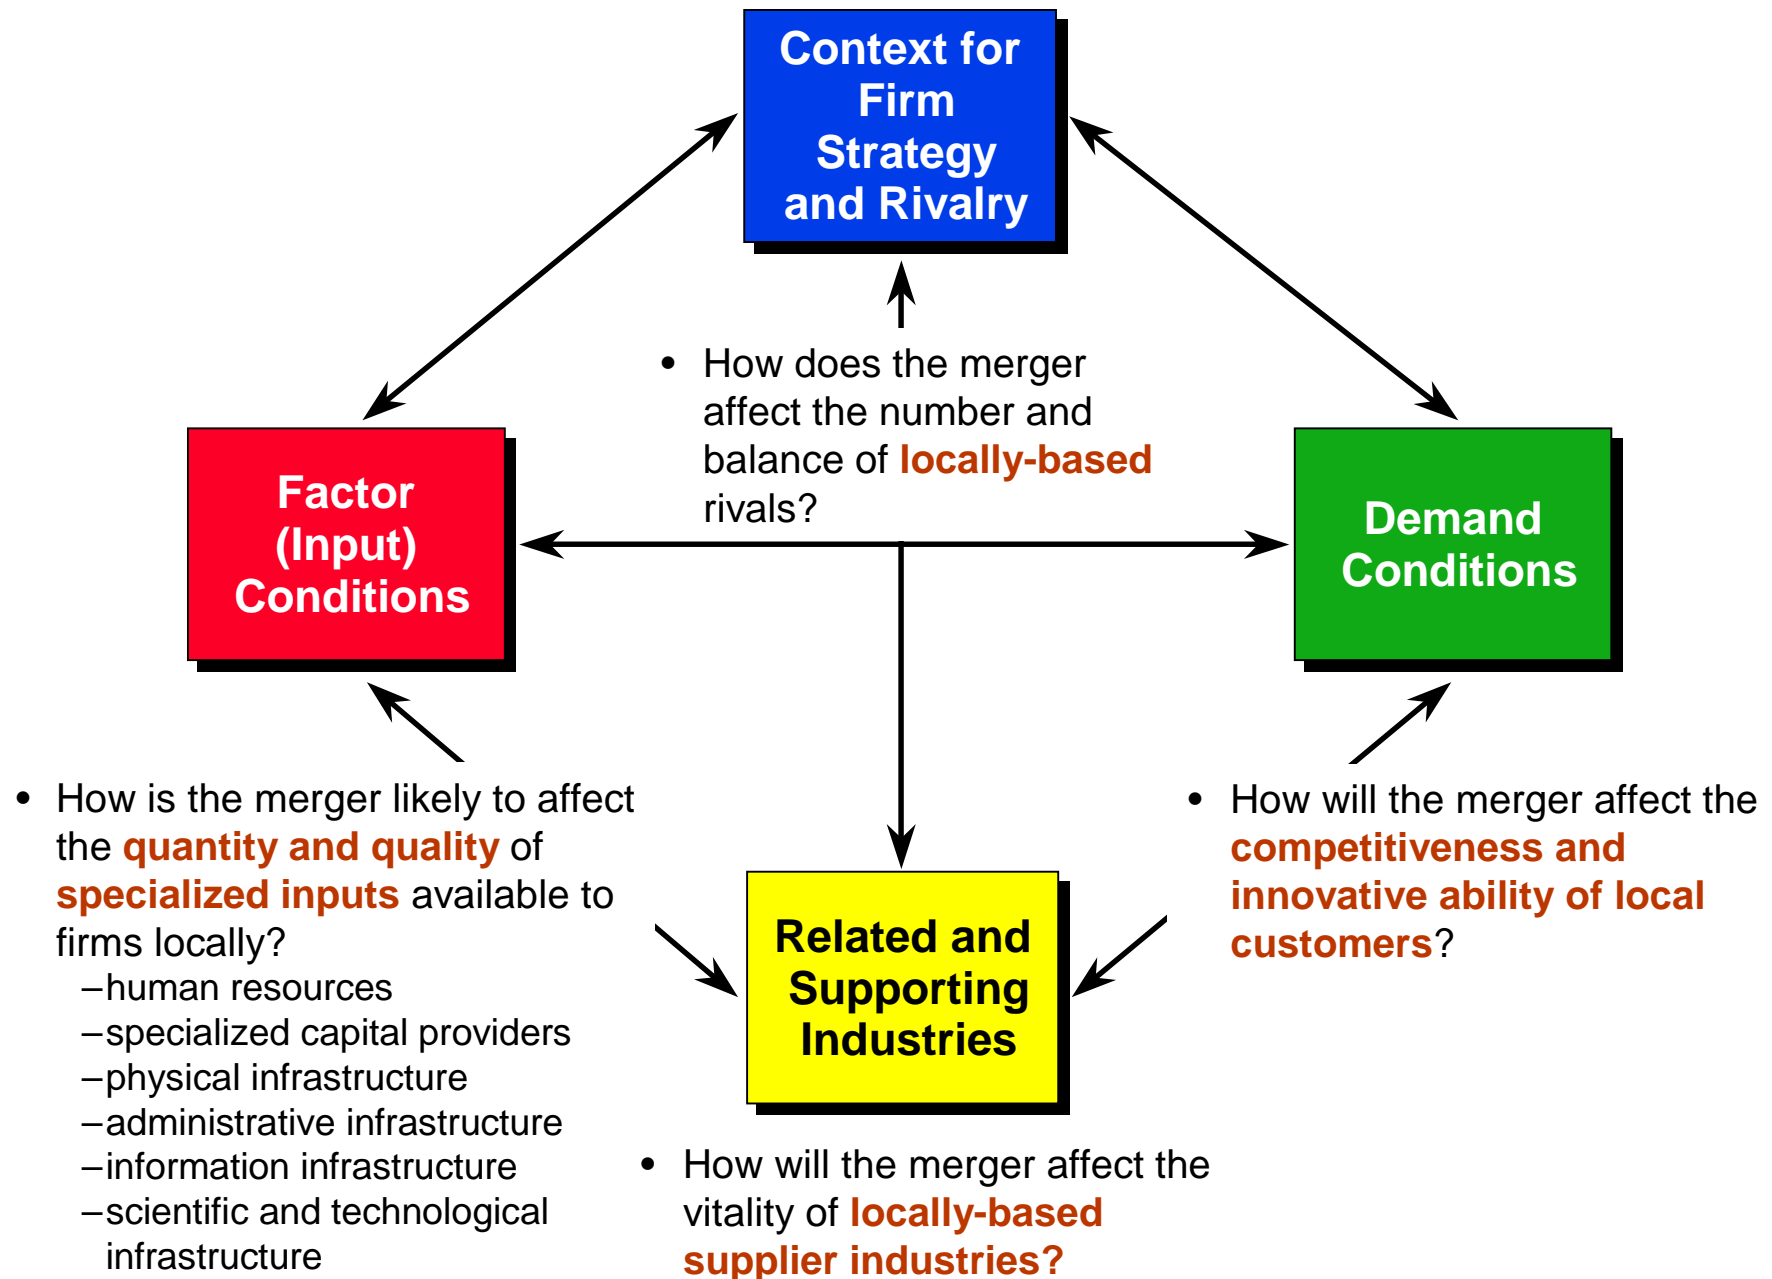 Context for
Firm
Strategy
and Rivalry
• How does the merger
affect the number and
balance of locally-based
rivals?
Factor
(Input)
Conditions
Demand
Conditions
• How is the merger likely to affect
the quantity and quality of
specialized inputs available to
firms locally?
–human resources
–specialized capital providers
–physical infrastructure
–administrative infrastructure
–information infrastructure
–scientific and technological
infrastructure
• How will the merger affect the
competitiveness and
innovative ability of local
customers?
Related and
Supporting
Industries
• How will the merger affect the
vitality of locally-based
supplier industries?